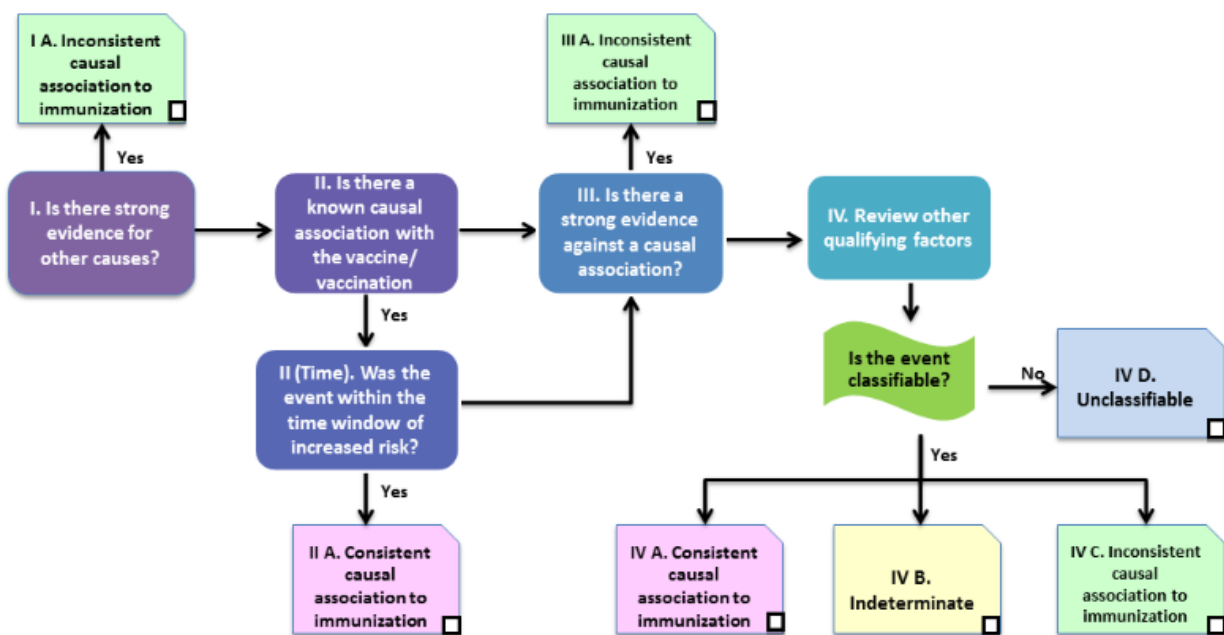 I A. Inconsistent
causal
association to
immunization
III A. Inconsistent
causal
association to
immunization
Yes
Yes
I. Is there strong
evidence for
other causes?
II. Is there a
known causal
association with
the vaccine/
vaccination
III. Is there a
strong evidence
against a causal
association?
IV. Review other
qualifying factors
Yes
II (Time). Was the
event within the
time window of
increased risk?
Is the event
classifiable?
No
IV D.
Unclassifiable
Yes
Yes
II A. Consistent
causal
association to
immunization
IV A. Consistent
causal
association to
immunization
IV B.
Indeterminate
IV C. Inconsistent
causal
association to
immunization